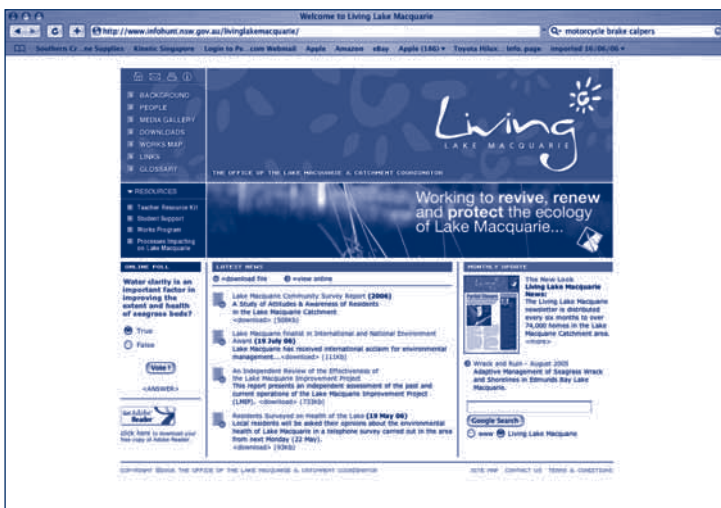 Welcome to Living Lake Macquarie
http://www.infohunt.nsw.gov.au/livinglakemacquarie/
motorcycle brake calpers
Southern Cr...ne Supplies Kinetic Singapore Login to Po...com Webmail Apple Amazon eBay Apple (186) Toyota Hilux... Info. page imported 16/06/06
BACKGROUND
PEOPLE
MEDIA GALLERY
DOWNLOADS
WORKS MAP
LINKS
GLOSSARY
Living
LAKE MACQUARIE
THE OFFICE OF THE LAKE MACQUARIE & CATCHMENT COORDINATOR
RESOURCES
Teacher Resource Kit
Student Support
Works Program
Processes Impacting
on Lake Macquarie
Working to revive, renew
and protect the ecology
of Lake Macquarie...
ONLINE POLL
Water clarity is an
important factor in
improving the
extent and health
of seagrass beds?
True
False
Vote !
<ANSWER>
Get Adobe
Reader
click here to download your
free copy of Adobe Reader.
LATEST NEWS
<download file <view online
Lake Macquarie Community Survey Report (2006)
A Study of Attitudes & Awareness of Residents
in the Lake Macquarie Catchment
<download> (508Kb)
Lake Macquarie Finalist in International and National Environment
Award (19 July 06)
Lake Macquarie has received international acclaim for environmental
management...<download> (111Kb)
An Independent Review of the Effectiveness of
the Lake Macquarie Improvement Project
This report presents an independent assessment of the past and
current operations of the Lake Macquarie Improvement Project
(LMIP). <download> (733Kb)
Residents Surveyed on Health of the Lake (19 May 06)
Local residents will be asked their opinions about the environmental
health of Lake Macquarie in a telephone survey carried out in the area
from next Monday (22 May).
<download> (93Kb)
MONTHLY UPDATE
The New Look
Living Lake Macquarie
News:
The Living Lake Macquarie
newsletter is distributed
every six months to over
74,000 homes in the Lake
Macquarie Catchment area.
<more>
Wrack and Ruin - August 2005
Adaptive Management of Seagrass Wrack
and Shorelines in Edmunds Bay Lake
Macquarie.
Google Search
www Living Lake Macquarie
COPYRIGHT ©2006 THE OFFICE OF THE LAKE MACQUARIE & CATCHMENT COORDINATOR
SITE MAP CONTACT US TERMS & CONDITIONS